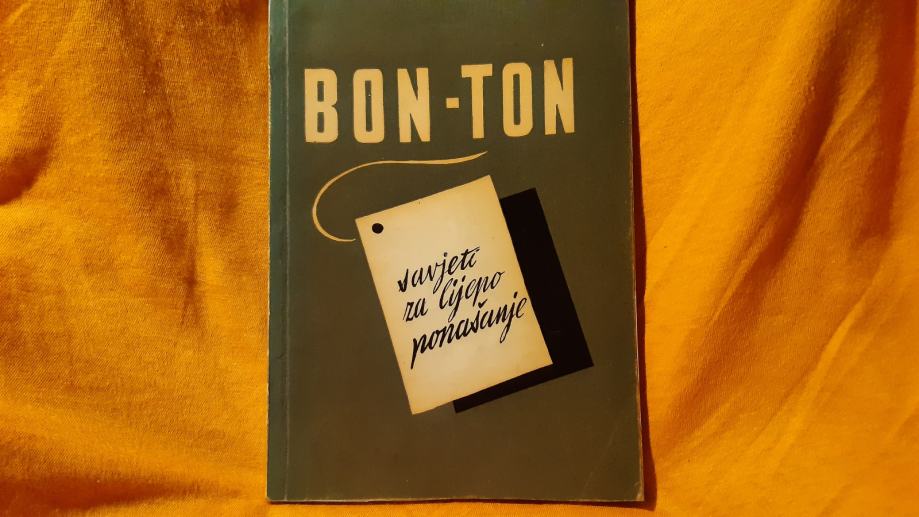 BON-TON
savjeti
za lijepo
ponašanje